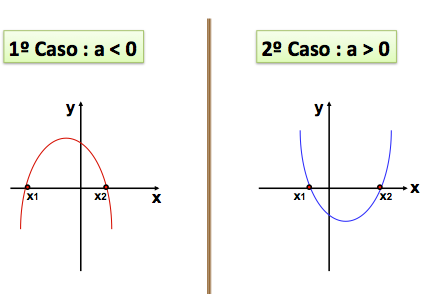 1º Caso : a < 0
y
x1
x2
x
2º Caso : a > 0
y
x1
x2
x